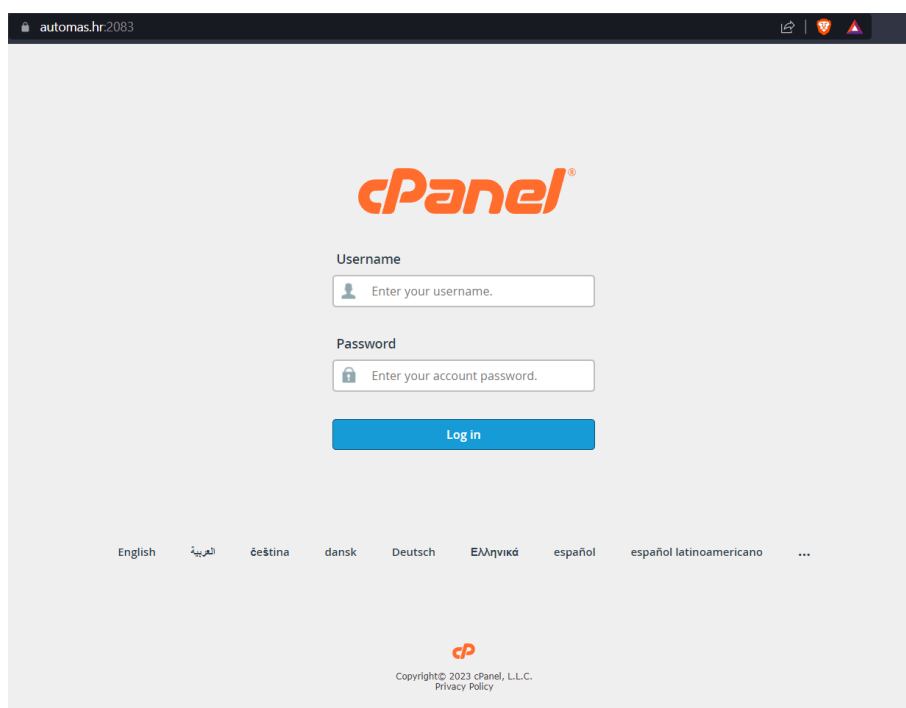 automas.hr:2083
cPanel®
Username
Enter your username.
Password
Enter your account password.
Log in
English العربية čeština dansk Deutsch Ελληνικά español español latinoamericano ...
cP
Copyright© 2023 cPanel, L.L.C.
Privacy Policy